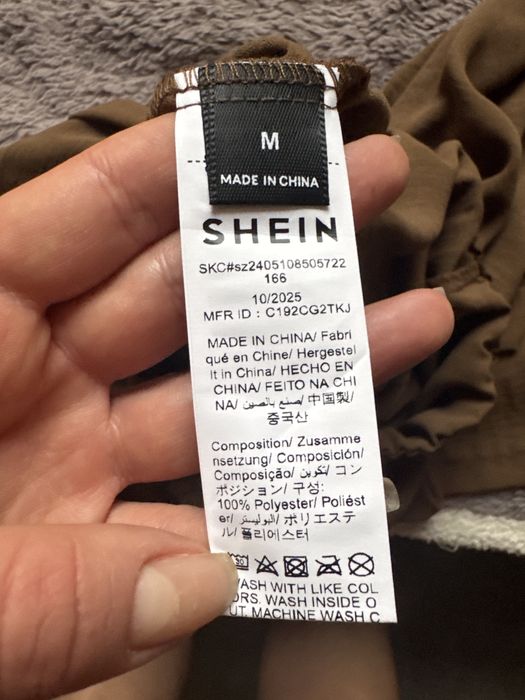 M
MADE IN CHINA
SHEIN
SKC#sz2405108505722
166
10/2025
MFR ID : C192CG2TKJ
MADE IN CHINA/ Fabri
qué en Chine/ Hergestel
lt in China/ HECHO EN
CHINA/ FEITO NA CHI
NA/ صنع بالصين/ 中国製/
중국산
Composition/ Zusamme
nsetzung/ Composición/
Composição/ تكوين/ コン
ポジション/ 구성:
100% Polyester/ Poliést
er/ البوليستر/ ポリエステ
ル/ 폴리에스터
30
WASH WITH LIKE COL
ORS. WASH INSIDE O
UT. MACHINE WASH C